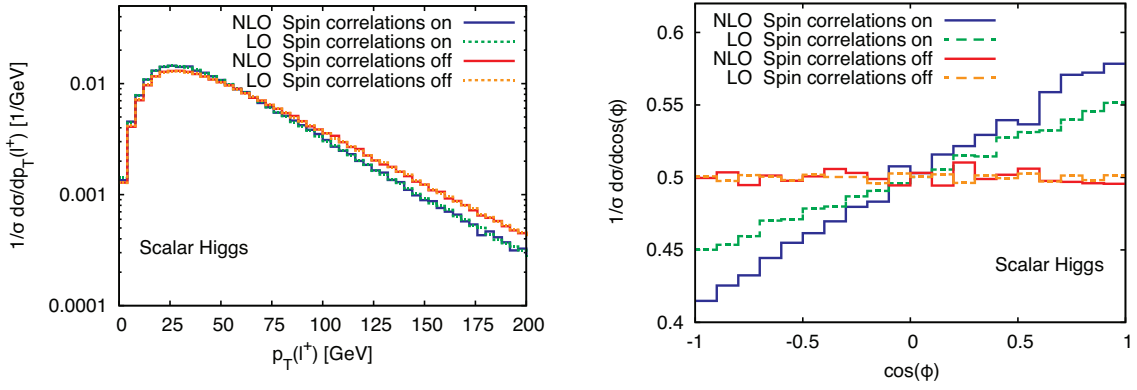 NLO Spin correlations on
LO Spin correlations on
NLO Spin correlations off
LO Spin correlations off
1/σ dσ/dp_T(l⁺) [1/GeV]
0.01
0.001
0.0001
Scalar Higgs
0 25 50 75 100 125 150 175 200
p_T(l⁺) [GeV]
NLO Spin correlations on
LO Spin correlations on
NLO Spin correlations off
LO Spin correlations off
1/σ dσ/dcos(ϕ)
0.6
0.55
0.5
0.45
0.4
Scalar Higgs
-1 -0.5 0 0.5 1
cos(ϕ)